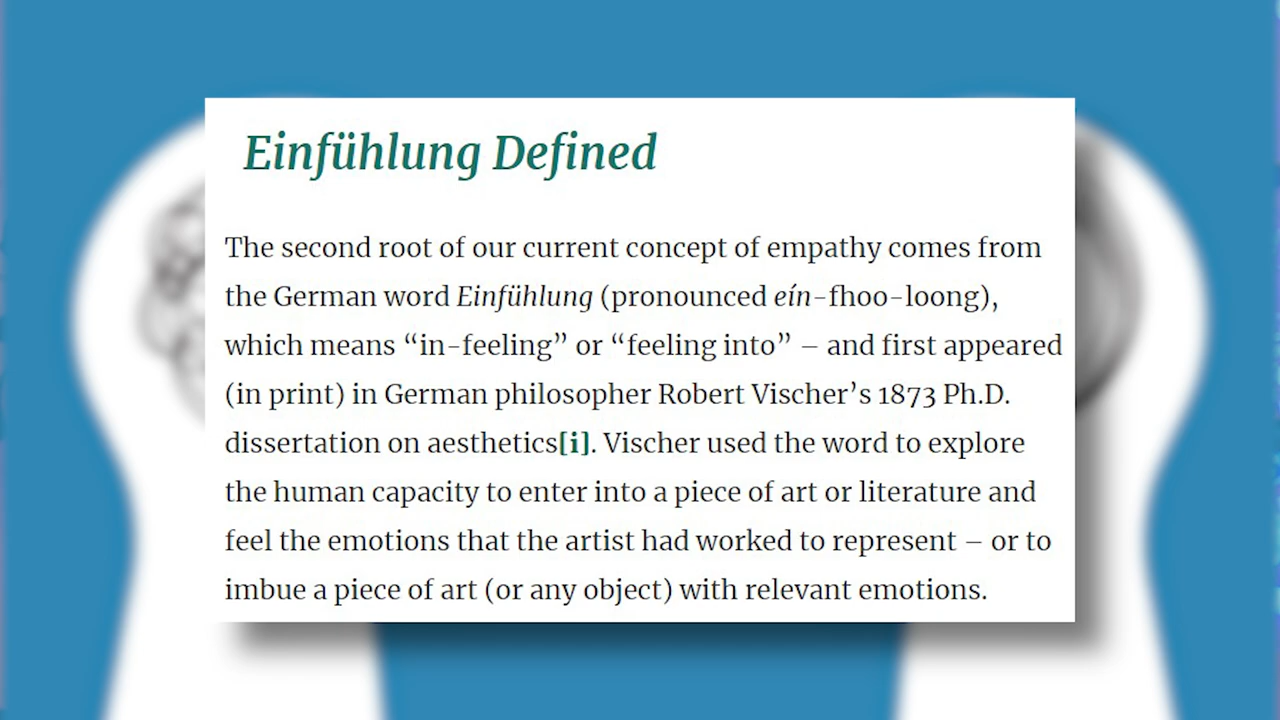 Einfühlung Defined
The second root of our current concept of empathy comes from
the German word Einfühlung (pronounced eín-fhoo-loong),
which means “in-feeling” or “feeling into” – and first appeared
(in print) in German philosopher Robert Vischer’s 1873 Ph.D.
dissertation on aesthetics[i]. Vischer used the word to explore
the human capacity to enter into a piece of art or literature and
feel the emotions that the artist had worked to represent – or to
imbue a piece of art (or any object) with relevant emotions.